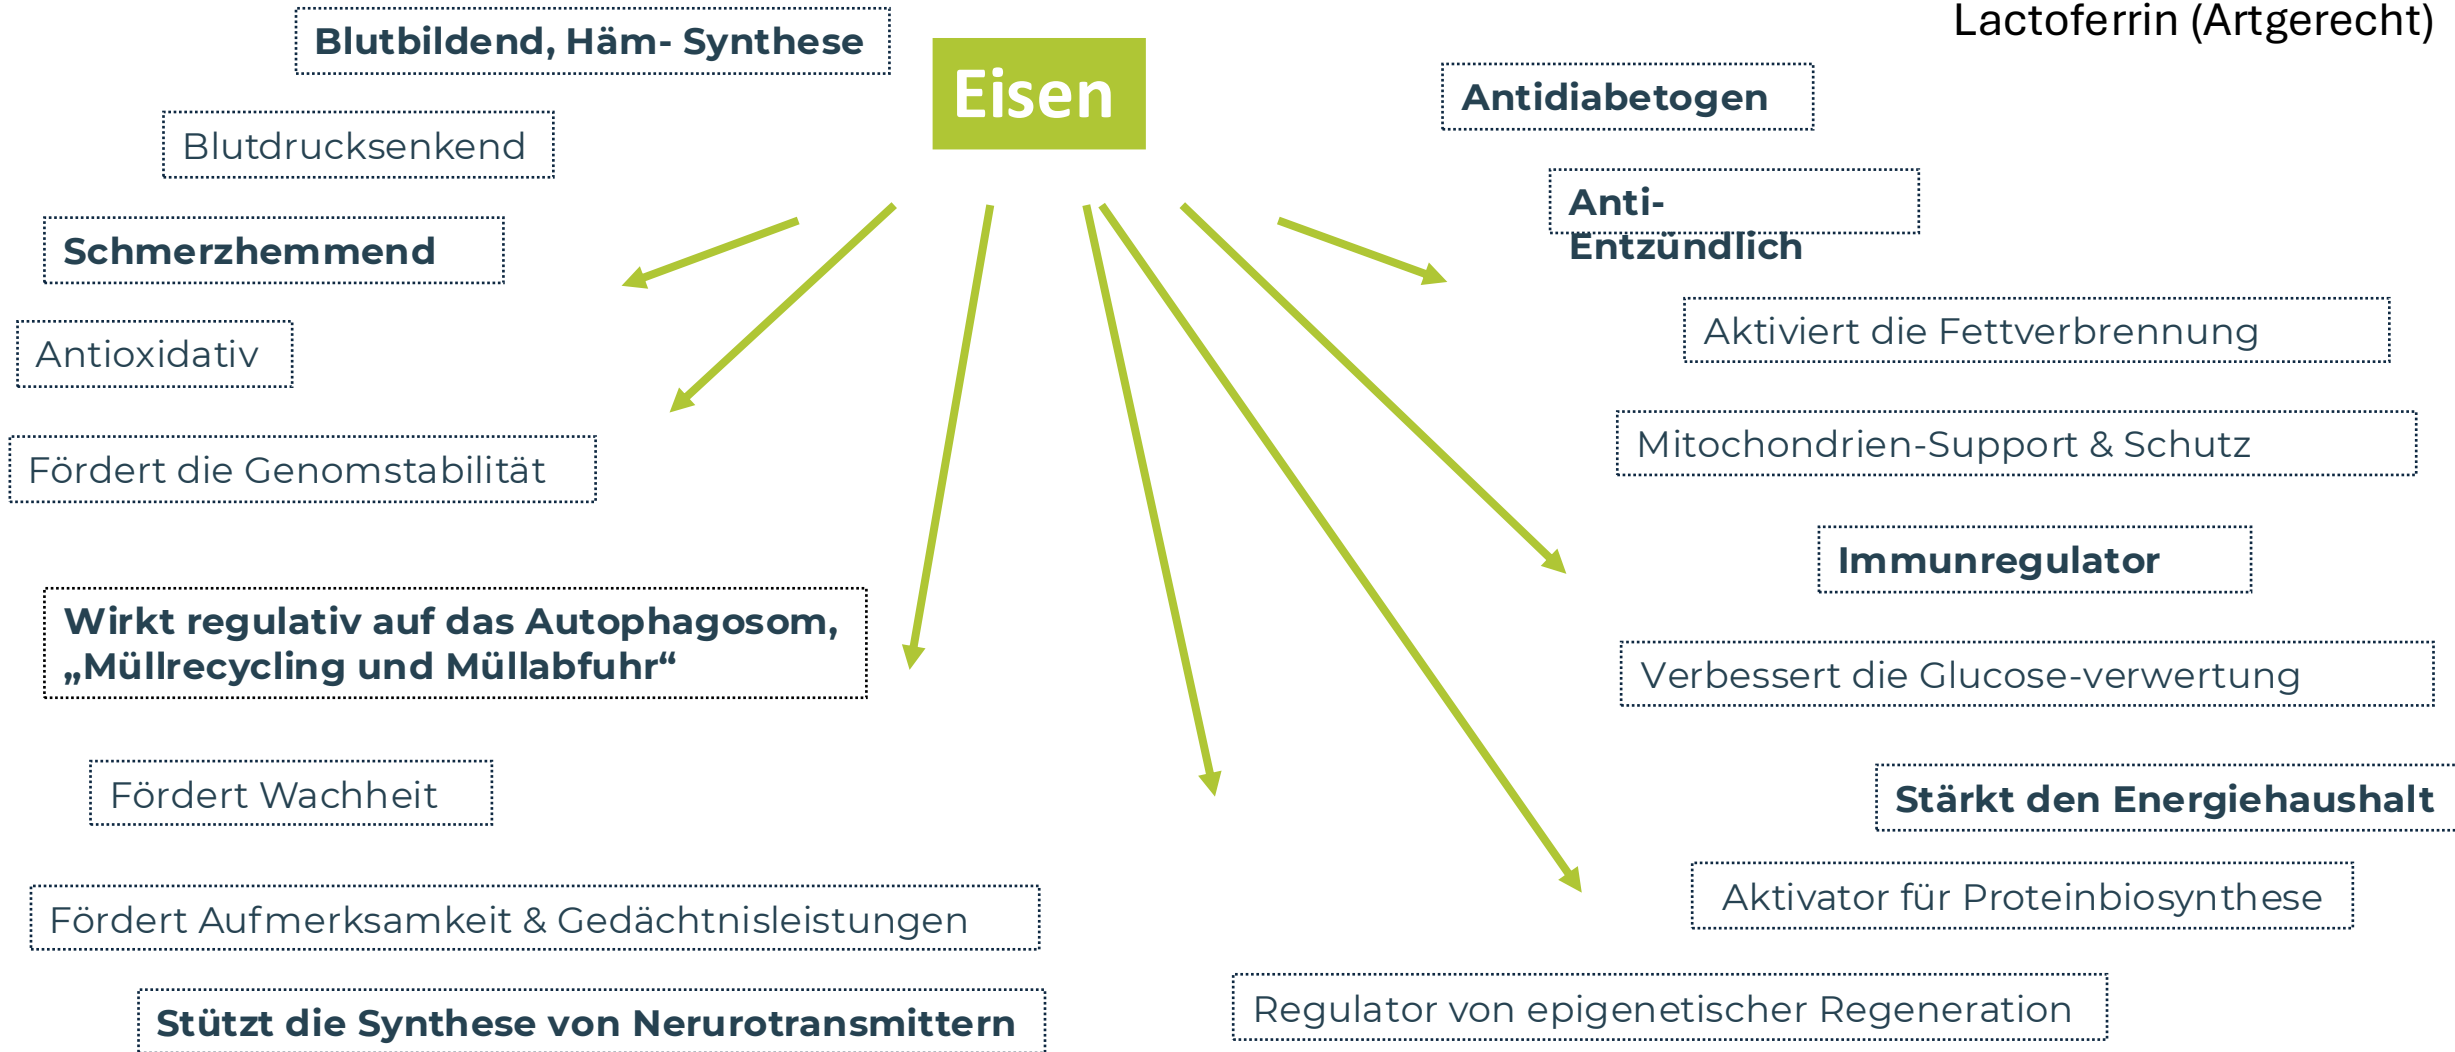 Lactoferrin (Artgerecht)
Eisen
Blutbildend, Häm- Synthese
Blutdrucksenkend
Schmerzhemmend
Antioxidativ
Fördert die Genomstabilität
Wirkt regulativ auf das Autophagosom,
„Müllrecycling und Müllabfuhr“
Fördert Wachheit
Fördert Aufmerksamkeit & Gedächtnisleistungen
Stützt die Synthese von Nerurotransmittern
Antidiabetogen
Anti-
Entzündlich
Aktiviert die Fettverbrennung
Mitochondrien-Support & Schutz
Immunregulator
Verbessert die Glucose-verwertung
Stärkt den Energiehaushalt
Aktivator für Proteinbiosynthese
Regulator von epigenetischer Regeneration